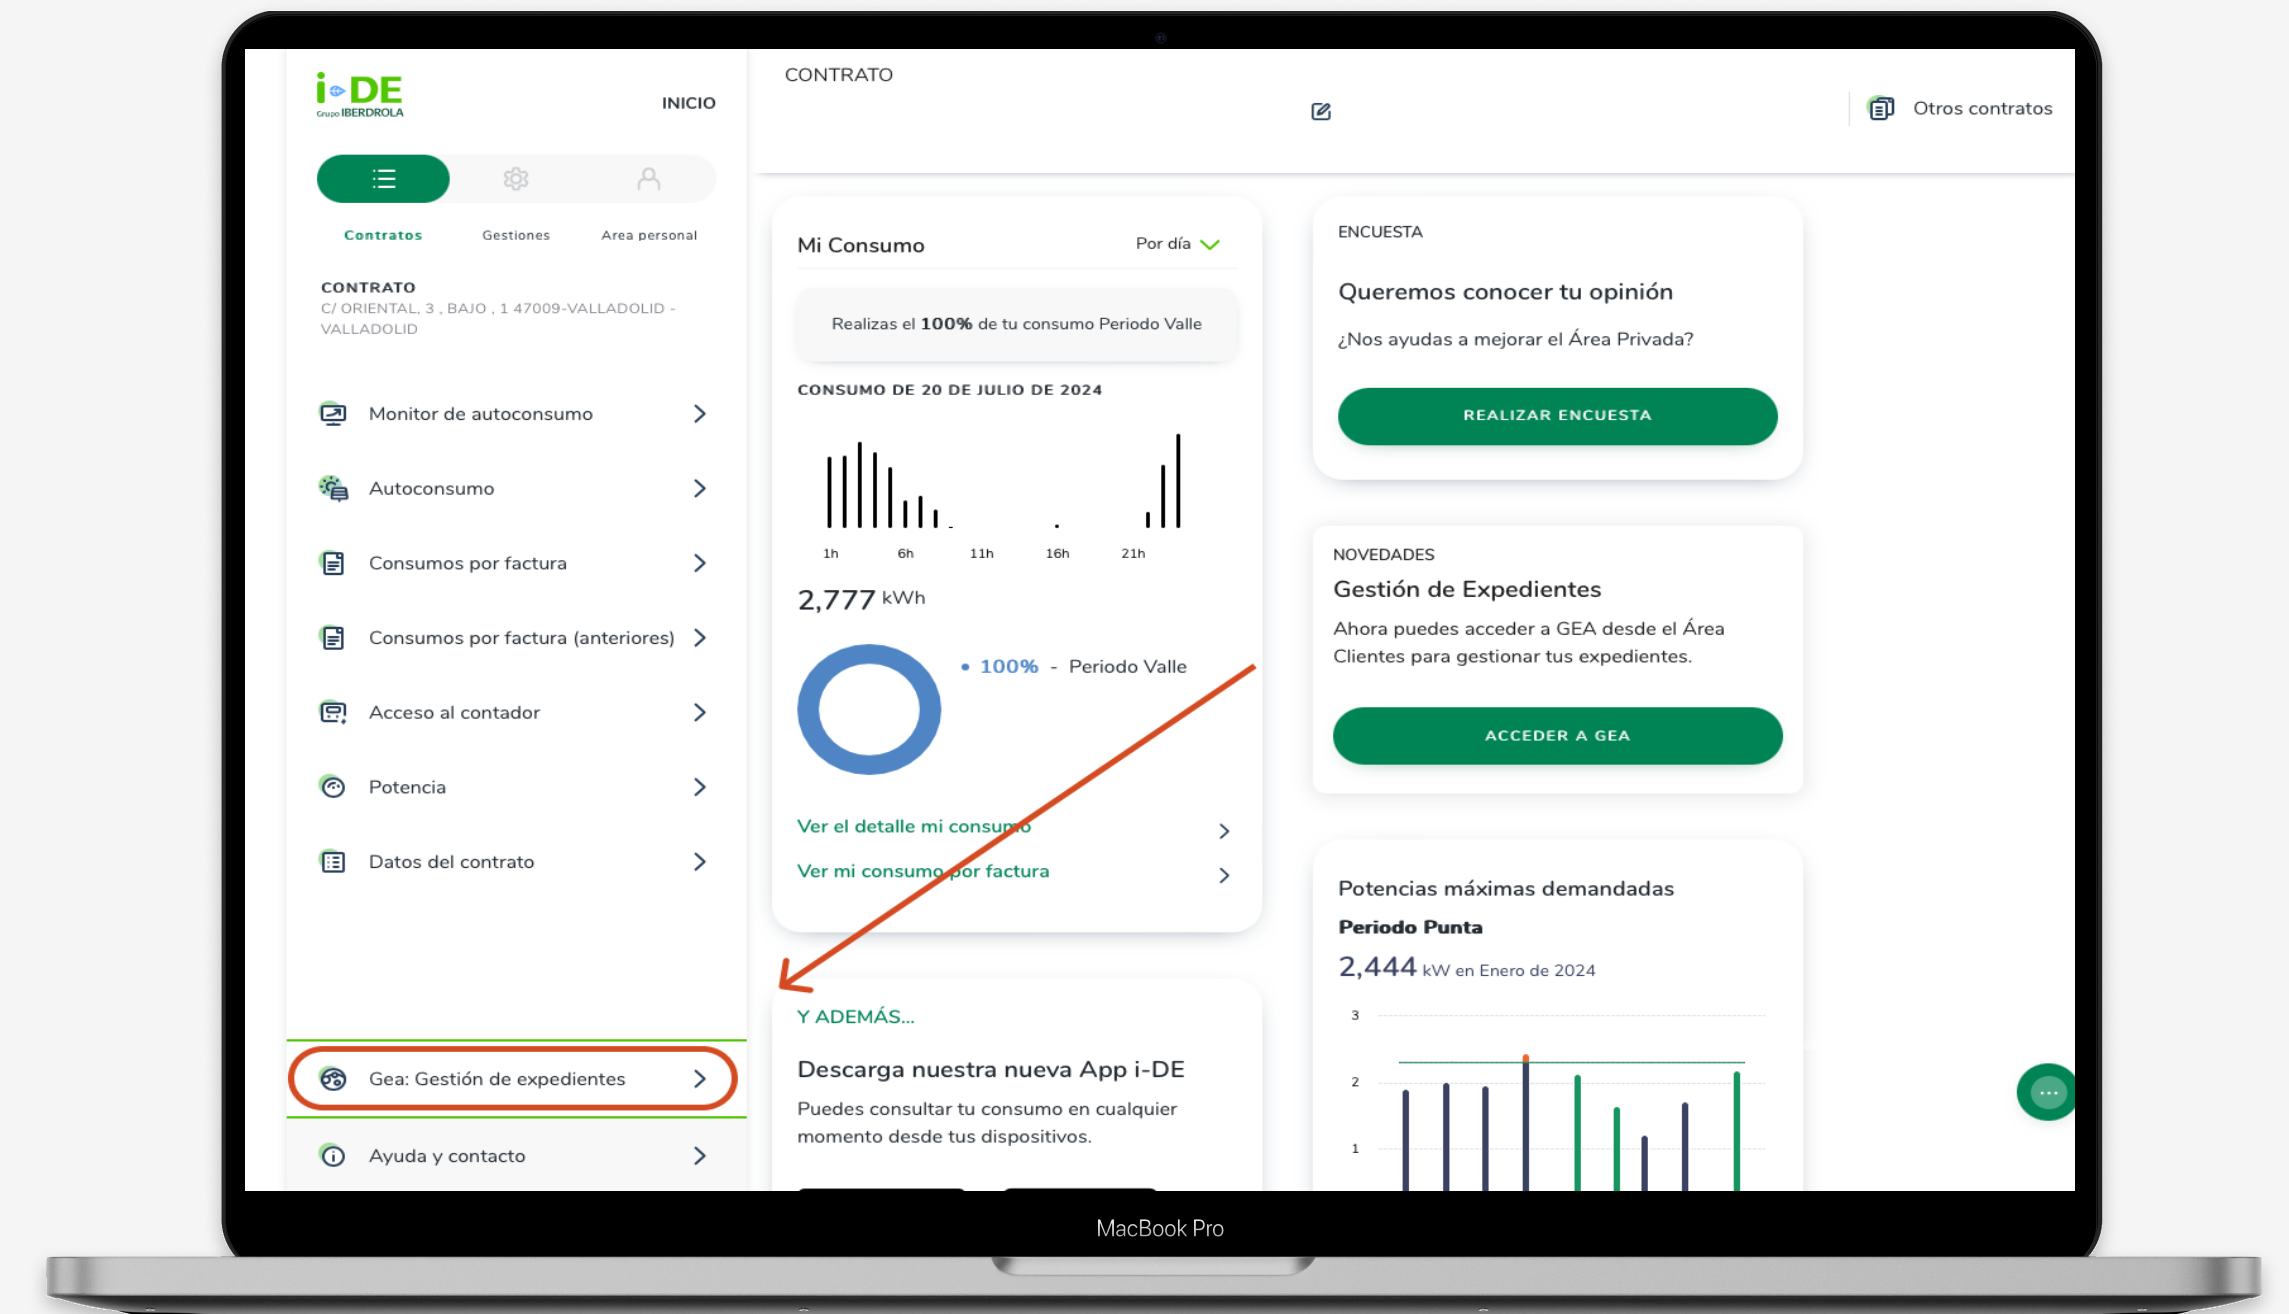 i-DE
Grupo IBERDROLA
INICIO
Contratos
Gestiones
Area personal
CONTRATO
C/ ORIENTAL, 3 , BAJO , 1 47009-VALLADOLID -
VALLADOLID
Monitor de autoconsumo
Autoconsumo
Consumos por factura
Consumos por factura (anteriores)
Acceso al contador
Potencia
Datos del contrato
Gea: Gestión de expedientes
Ayuda y contacto
CONTRATO
Otros contratos
Mi Consumo
Por día
Realizas el 100% de tu consumo Periodo Valle
CONSUMO DE 20 DE JULIO DE 2024
1h 6h 11h 16h 21h
2,777 kWh
• 100% - Periodo Valle
Ver el detalle mi consumo
Ver mi consumo por factura
Y ADEMÁS...
Descarga nuestra nueva App i-DE
Puedes consultar tu consumo en cualquier
momento desde tus dispositivos.
ENCUESTA
Queremos conocer tu opinión
¿Nos ayudas a mejorar el Área Privada?
REALIZAR ENCUESTA
NOVEDADES
Gestión de Expedientes
Ahora puedes acceder a GEA desde el Área
Clientes para gestionar tus expedientes.
ACCEDER A GEA
Potencias máximas demandadas
Periodo Punta
2,444 kW en Enero de 2024
3
2
1
MacBook Pro